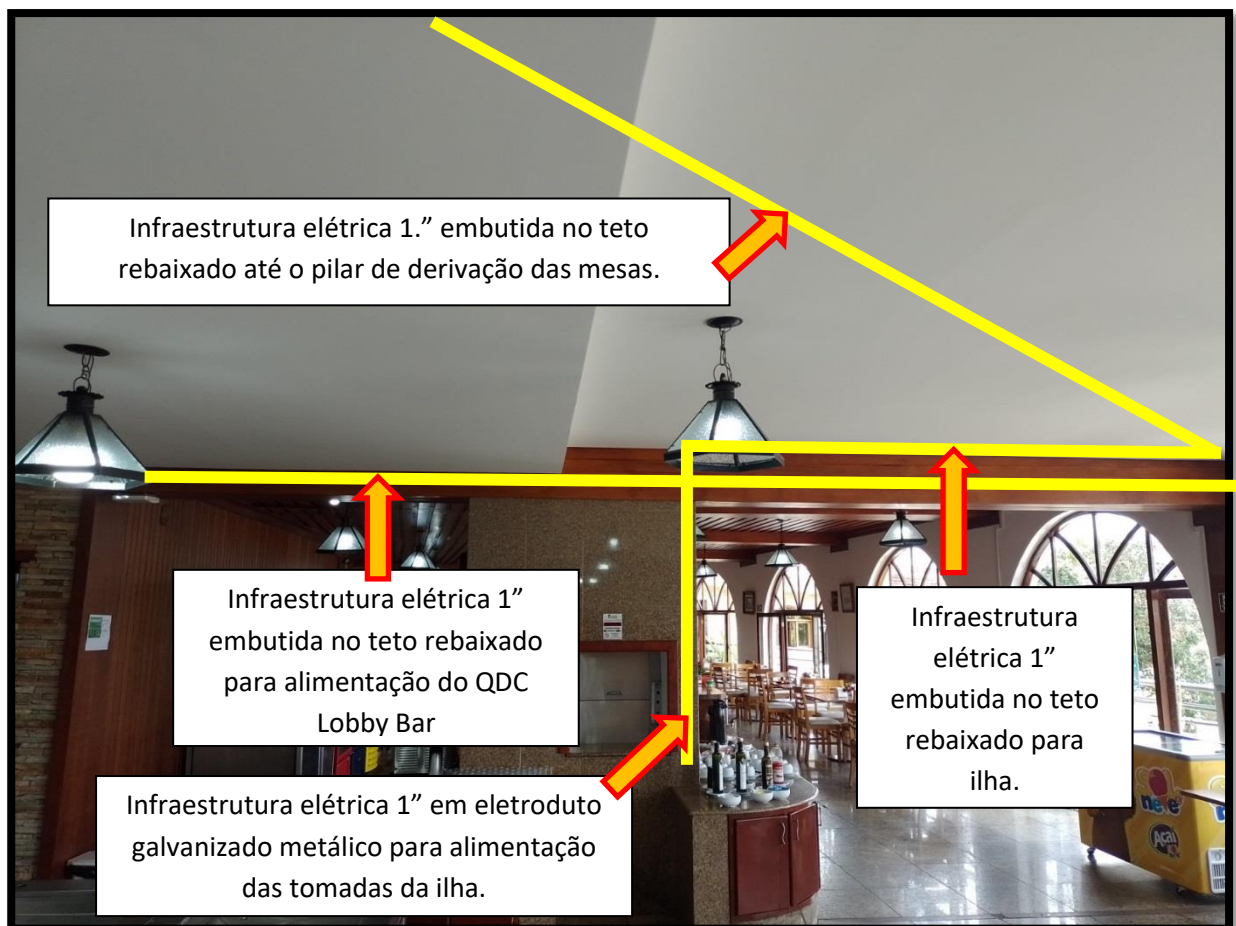 Infraestrutura elétrica 1.” embutida no teto
rebaixado até o pilar de derivação das mesas.
Infraestrutura elétrica 1”
embutida no teto rebaixado
para alimentação do QDC
Lobby Bar
Infraestrutura
elétrica 1”
embutida no teto
rebaixado para
ilha.
Infraestrutura elétrica 1” em eletroduto
galvanizado metálico para alimentação
das tomadas da ilha.
Açaí